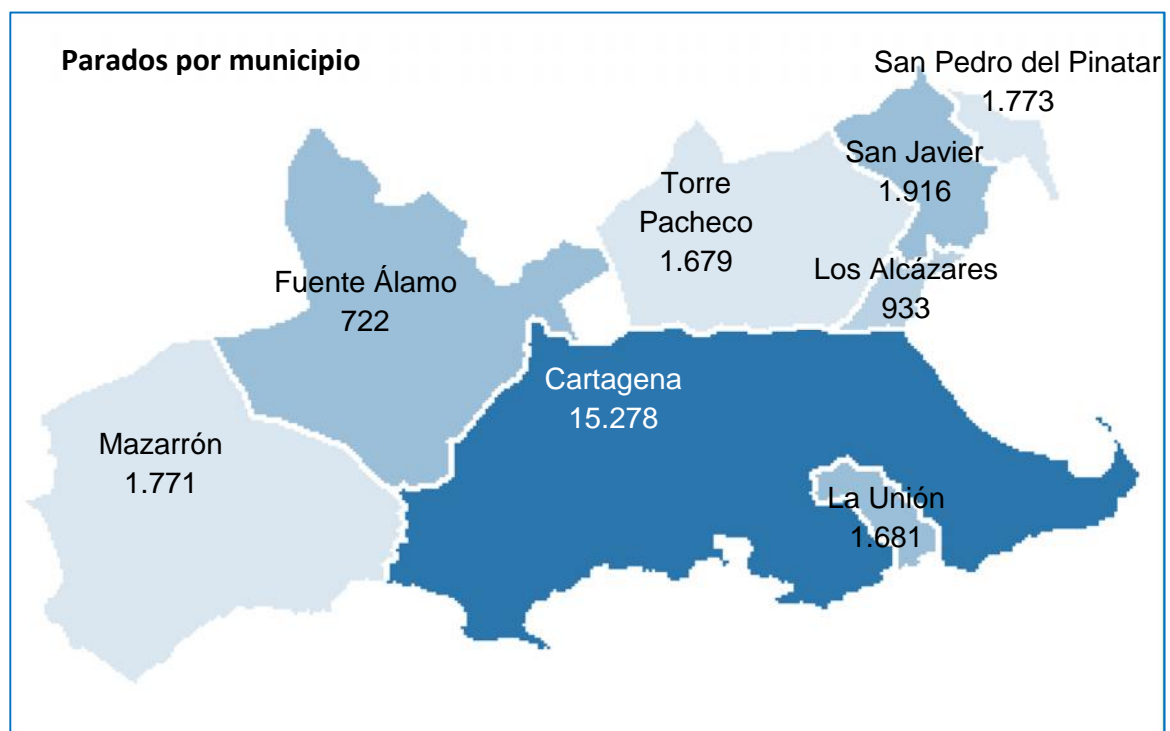 Parados por municipio
San Pedro del Pinatar
1.773
San Javier
1.916
Torre
Pacheco
1.679
Los Alcázares
933
Fuente Álamo
722
Cartagena
15.278
Mazarrón
1.771
La Unión
1.681